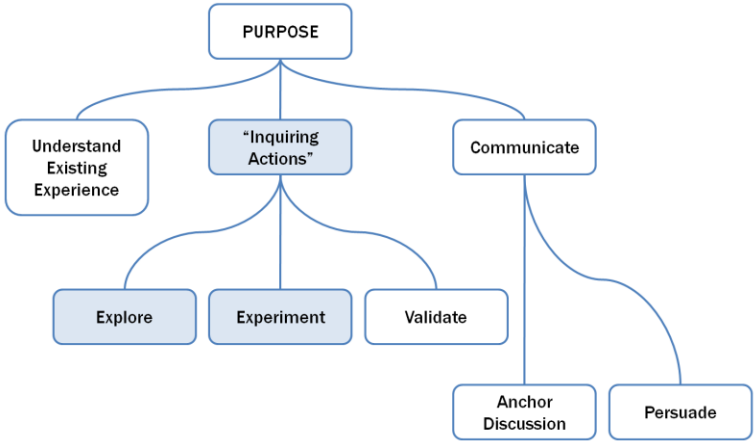 PURPOSE
Understand
Existing
Experience
“Inquiring
Actions”
Communicate
Explore
Experiment
Validate
Anchor
Discussion
Persuade